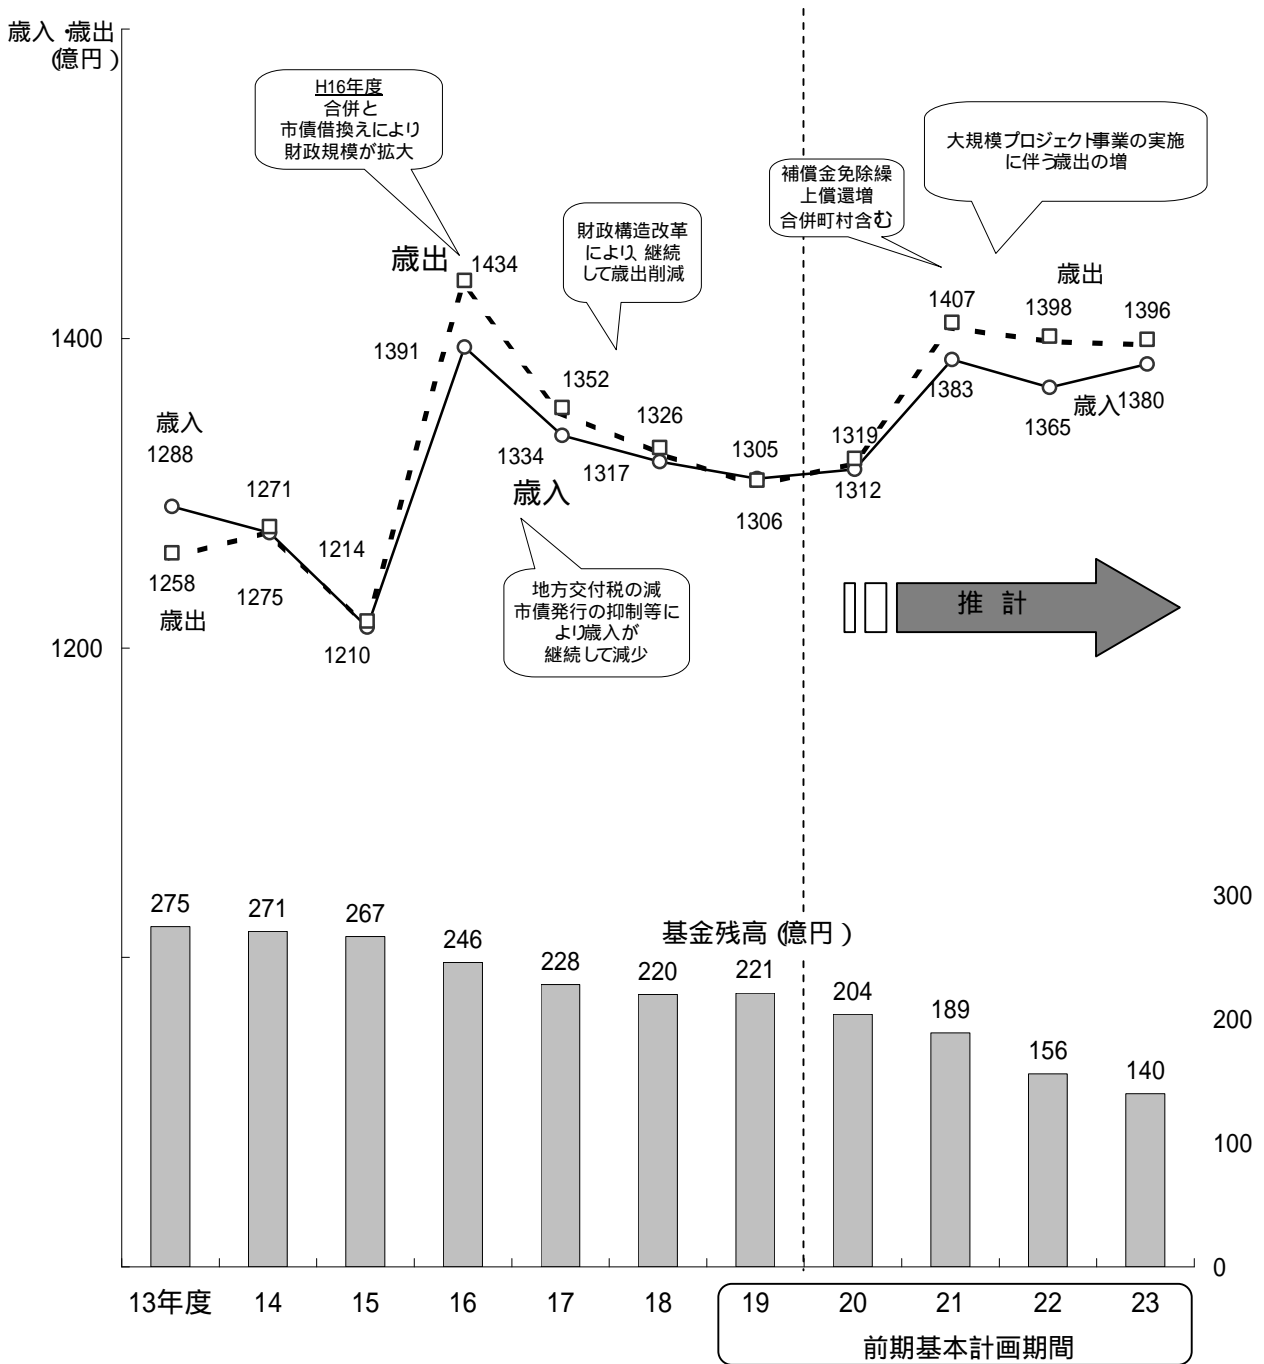 歳入・歳出
(億円)
H16年度
合併と
市債借換えにより
財政規模が拡大
大規模プロジェクト事業の実施
に伴う歳出の増
補償金免除繰
上償還増
合併町村含む
財政構造改革
により、継続
して歳出削減
歳出
1434
歳出
1407
1398
1396
1400
1391
1383
歳入
1380
1365
1352
1326
1305
1319
歳入
1288
1334
1317
1312
歳入
1271
1306
1214
1258
1275
歳出
地方交付税の減
市債発行の抑制等に
より歳入が
継続して減少
推 計
1200
1210
基金残高(億円)
275
271
267
246
228
220
221
204
189
156
140
300
200
100
0
13年度
14
15
16
17
18
19
20
21
22
23
前期基本計画期間